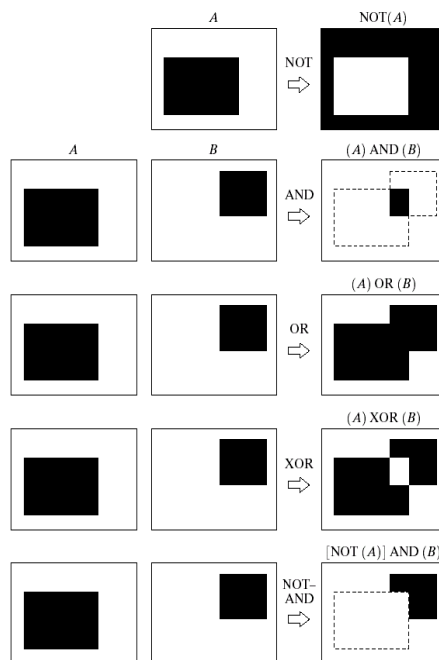 A
NOT(A)
NOT
A
B
(A) AND (B)
AND
(A) OR (B)
OR
(A) XOR (B)
XOR
[NOT (A)] AND (B)
NOT–
AND